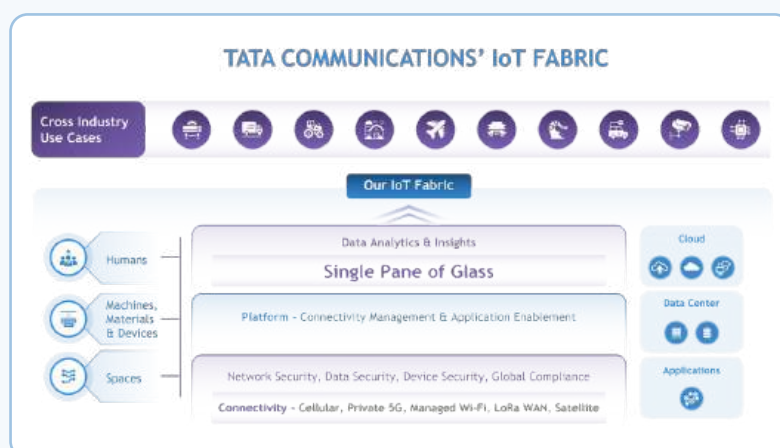 TATA COMMUNICATIONS' IoT FABRIC
Cross Industry
Use Cases
Our IoT Fabric
Humans
Machines,
Materials
& Devices
Spaces
Data Analytics & Insights
Single Pane of Glass
Platform - Connectivity Management & Application Enablement
Network Security, Data Security, Device Security, Global Compliance
Connectivity - Cellular, Private 5G, Managed Wi-Fi, LoRa WAN, Satellite
Cloud
Data Center
Applications